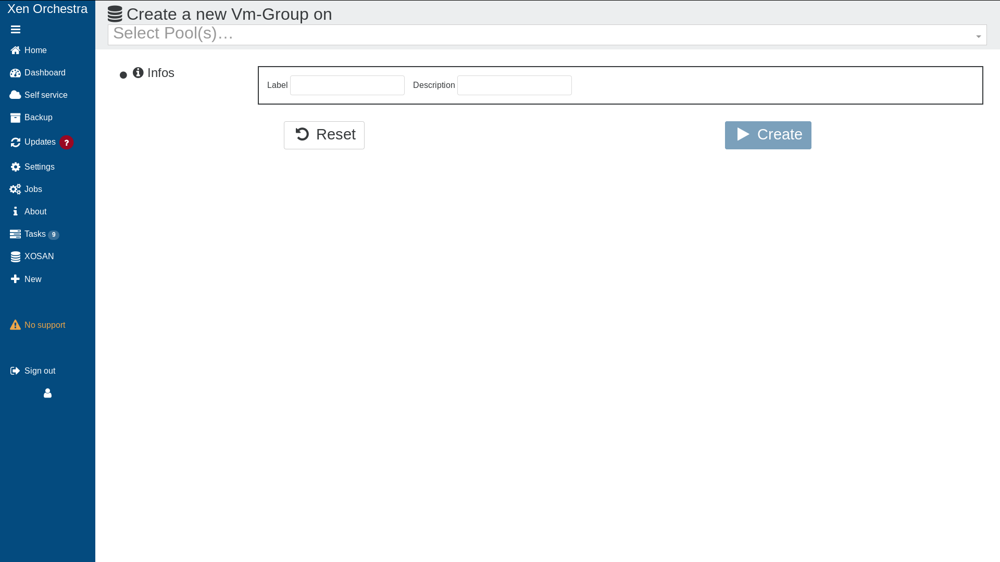 Xen Orchestra
Home
Dashboard
Self service
Backup
Updates ?
Settings
Jobs
About
Tasks 9
XOSAN
New
No support
Sign out
Create a new Vm-Group on
Select Pool(s)…
Infos
Label
Description
Reset
Create